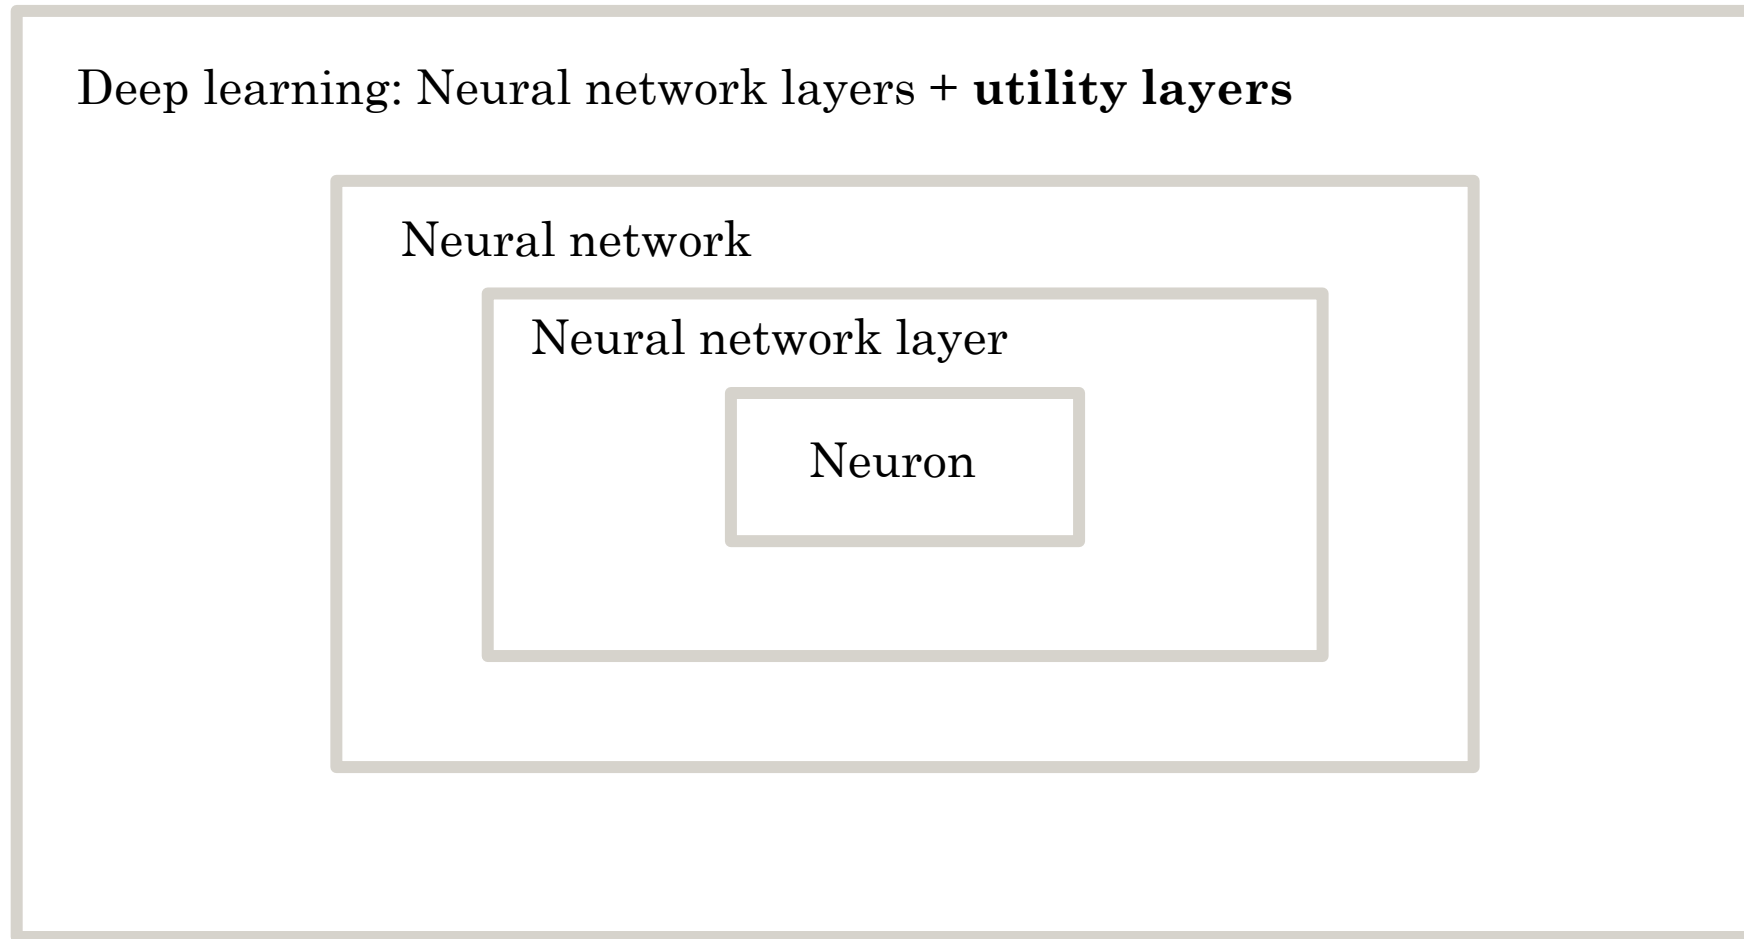 Deep learning: Neural network layers + utility layers
Neural network
Neural network layer
Neuron